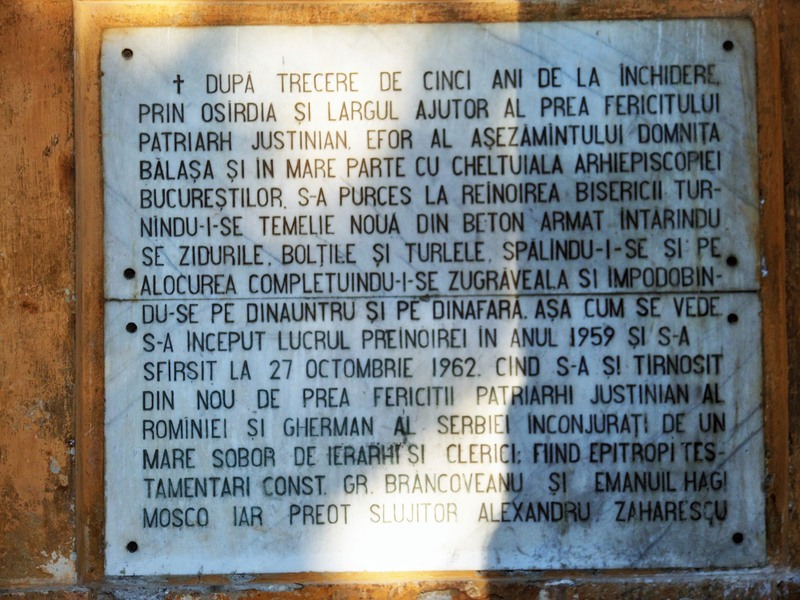 † DUPĂ TRECERE DE CINCI ANI DE LA ÎNCHIDERE,
PRIN OSÎRDIA ȘI LARGUL AJUTOR AL PREA FERICITULUI
PATRIARH JUSTINIAN, EFOR AL AȘEZĂMÎNTULUI DOMNIȚA
BĂLAȘA ȘI ÎN MARE PARTE CU CHELTUIALA ARHIEPISCOPIEI
BUCUREȘTILOR, S-A PURCES LA REÎNOIREA BISERICII TUR-
NÎNDU-I-SE TEMELIE NOUĂ DIN BETON ARMAT ÎNTĂRINDU
SE ZIDURILE, BOLȚILE ȘI TURLELE, SPĂLÎNDU-I-SE ȘI PE
ALOCUREA COMPLETUINDU-I-SE ZUGRĂVEALA SI ÎMPODOBIN-
DU-SE PE DINAUNTRU ȘI PE DINAFARĂ. AȘA CUM SE VEDE
S-A ÎNCEPUT LUCRUL PREÎNOIREI ÎN ANUL 1959 ȘI S-A
SFÎRȘIT LA 27 OCTOMBRIE 1962. CÎND S-A ȘI TIRNOSIT
DIN NOU DE PREA FERICIȚII PATRIARHI JUSTINIAN AL
ROMÎNIEI ȘI GHERMAN AL SERBIEI INCONJURAȚI DE UN
MARE SOBOR DE IERARHI ȘI CLERICI; FIIND EPITROPI TES-
TAMENTARI CONST. GR. BRÂNCOVEANU ȘI EMANUIL HAGI
MOSCO IAR PREOT SLUJITOR ALEXANDRU ZAHARESCU